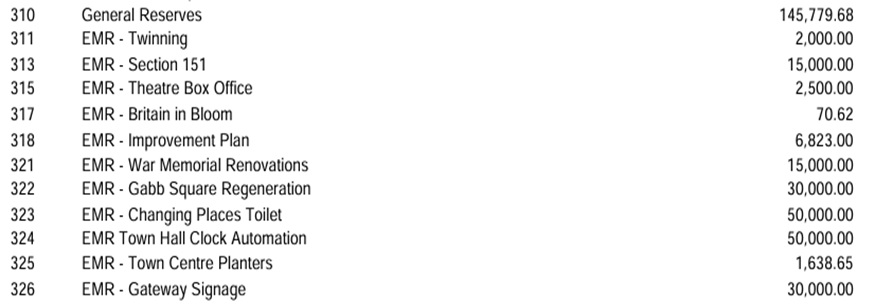 310 General Reserves 145,779.68
311 EMR - Twinning 2,000.00
313 EMR - Section 151 15,000.00
315 EMR - Theatre Box Office 2,500.00
317 EMR - Britain in Bloom 70.62
318 EMR - Improvement Plan 6,823.00
321 EMR - War Memorial Renovations 15,000.00
322 EMR - Gabb Square Regeneration 30,000.00
323 EMR - Changing Places Toilet 50,000.00
324 EMR Town Hall Clock Automation 50,000.00
325 EMR - Town Centre Planters 1,638.65
326 EMR - Gateway Signage 30,000.00